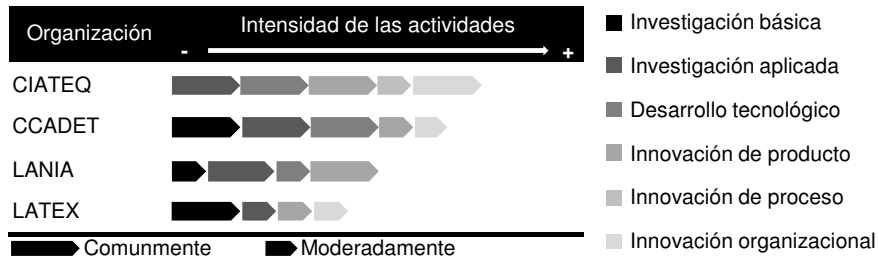 Organización
Intensidad de las actividades
- +
CIATEQ
CCADET
LANIA
LATEX
Comunmente
Moderadamente
Investigación básica
Investigación aplicada
Desarrollo tecnológico
Innovación de producto
Innovación de proceso
Innovación organizacional